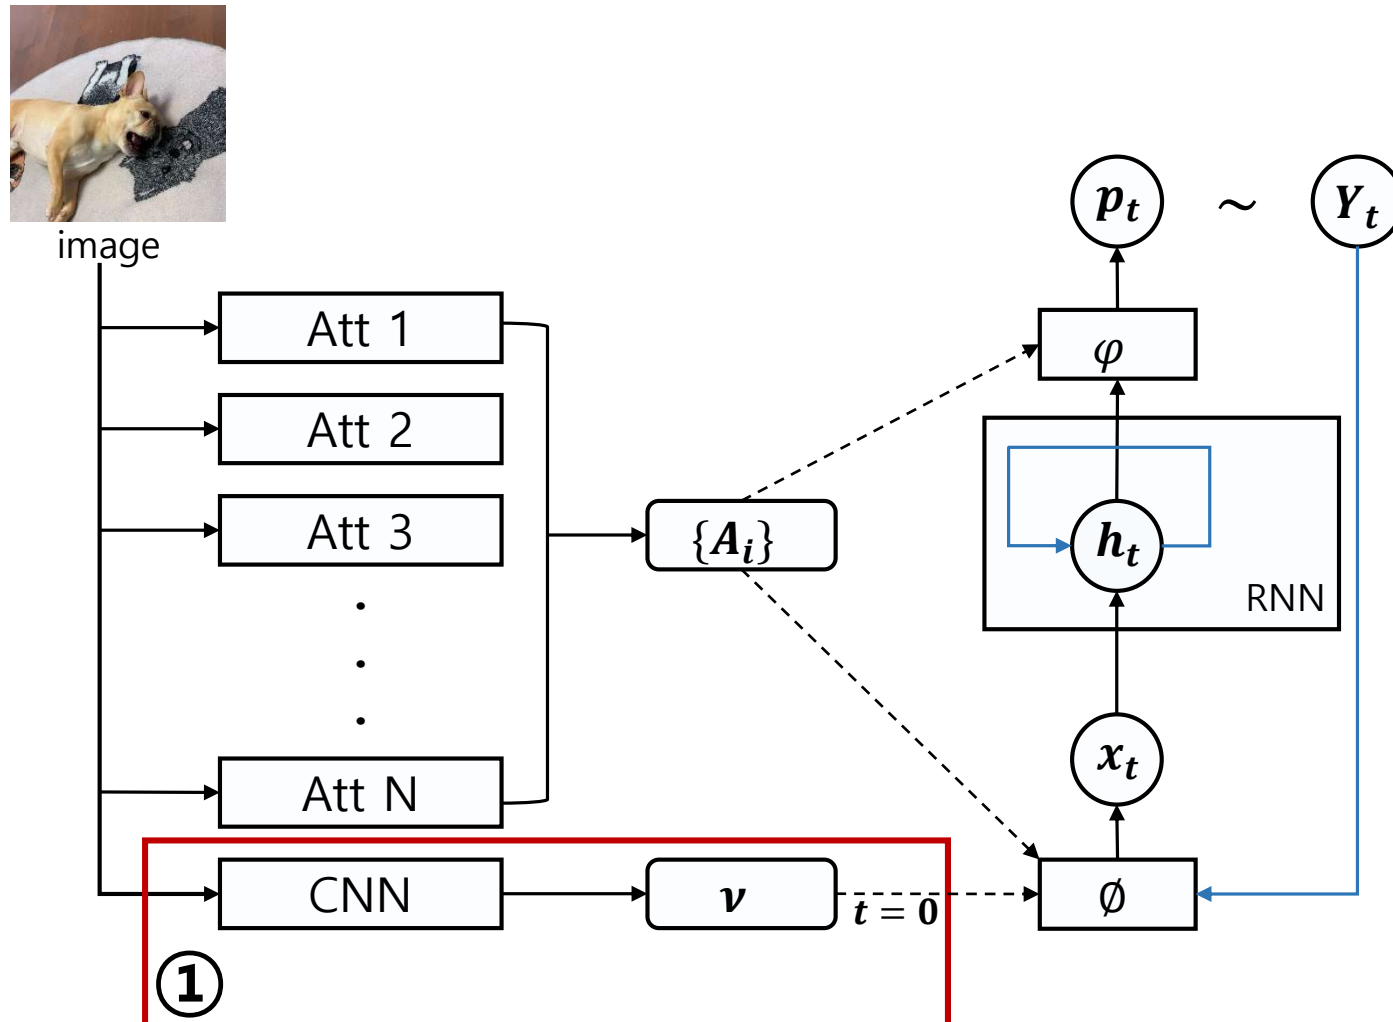 image
Att 1
Att 2
Att 3
.
.
.
Att N
CNN
{A_i}
ν
t = 0
①
p_t
~
Y_t
φ
h_t
RNN
x_t
∅